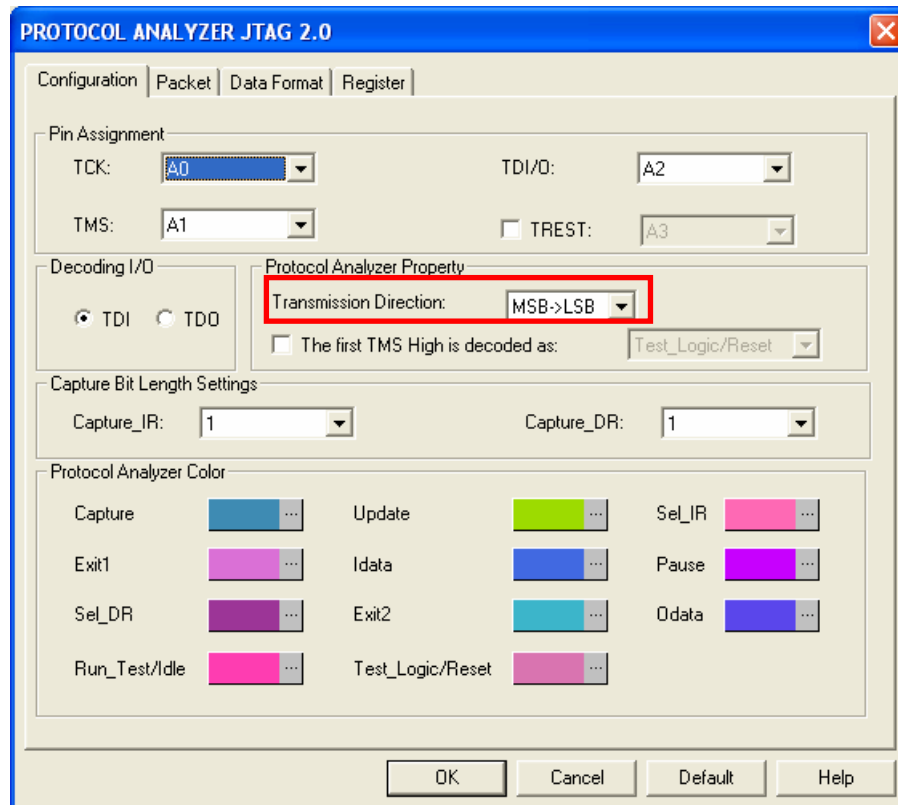 PROTOCOL ANALYZER JTAG 2.0
Configuration Packet Data Format Register
Pin Assignment
TCK: A0 TDI/O: A2
TMS: A1 TREST: A3
Decoding I/O Protocol Analyzer Property
Transmission Direction: MSB->LSB
TDI TDO
The first TMS High is decoded as: Test_Logic/Reset
Capture Bit Length Settings
Capture_IR: 1 Capture_DR: 1
Protocol Analyzer Color
Capture ... Update ... Sel_IR ...
Exit1 ... Idata ... Pause ...
Sel_DR ... Exit2 ... Odata ...
Run_Test/Idle ... Test_Logic/Reset ...
OK Cancel Default Help